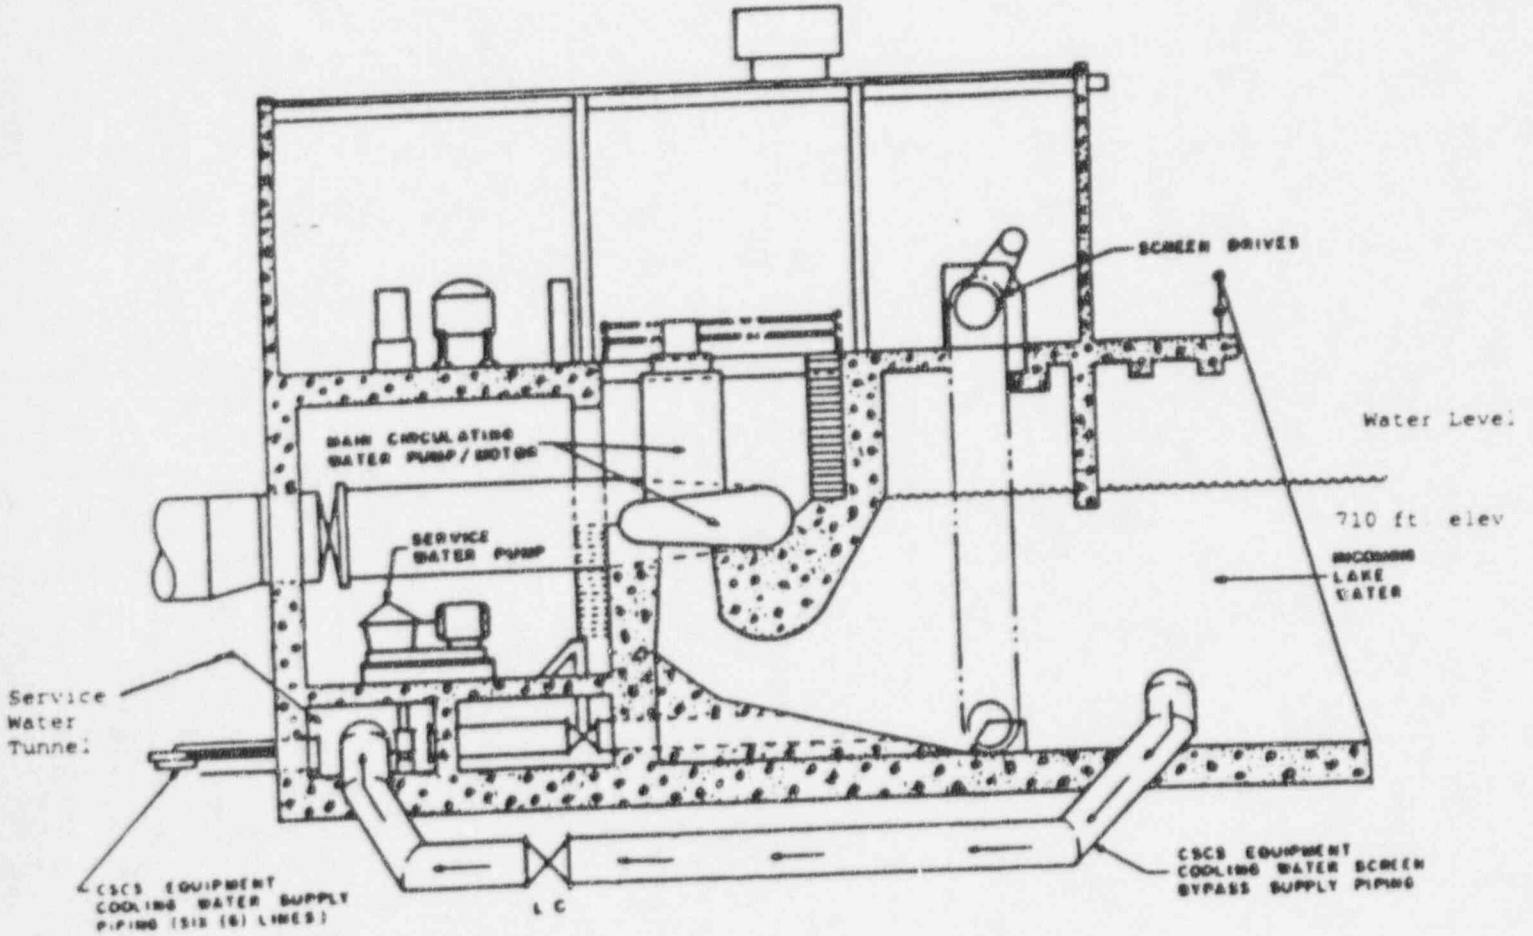 SCREEN DRIVES
Water Level
MAIN CIRCULATING
WATER PUMP/MOTOR
710 ft. elev
SERVICE
WATER PUMP
INCOMING
LAKE
WATER
Service
Water
Tunnel
CSCS EQUIPMENT
COOLING WATER SUPPLY
PIPING (SIX (6) LINES)
L C
CSCS EQUIPMENT
COOLING WATER SCREEN
BYPASS SUPPLY PIPING